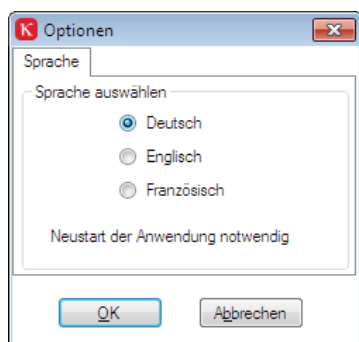 Optionen
Sprache
Sprache auswählen
Deutsch
Englisch
Französisch
Neustart der Anwendung notwendig
OK
Abbrechen